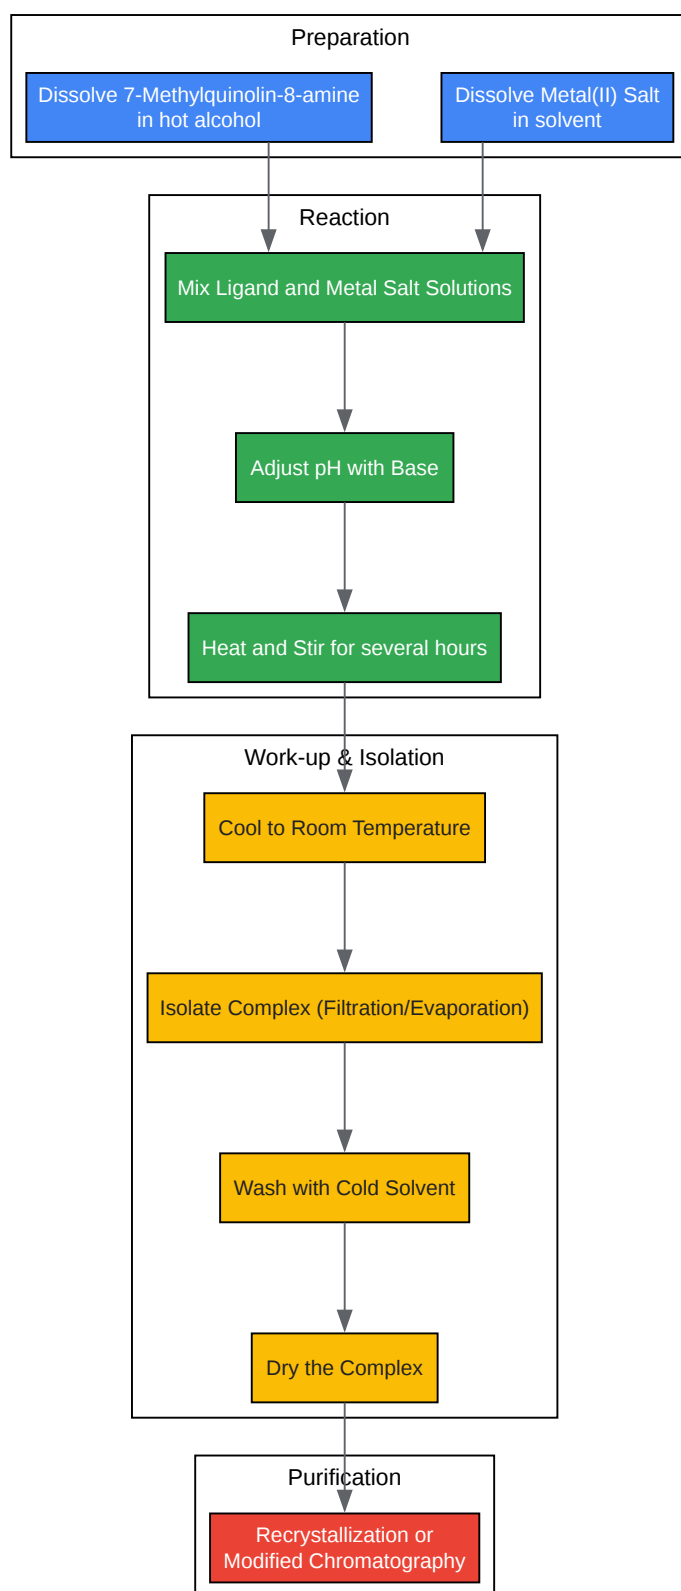 Preparation
Dissolve 7-Methylquinolin-8-amine
in hot alcohol
Dissolve Metal(II) Salt
in solvent
Reaction
Mix Ligand and Metal Salt Solutions
Adjust pH with Base
Heat and Stir for several hours
Work-up & Isolation
Cool to Room Temperature
Isolate Complex (Filtration/Evaporation)
Wash with Cold Solvent
Dry the Complex
Purification
Recrystallization or
Modified Chromatography